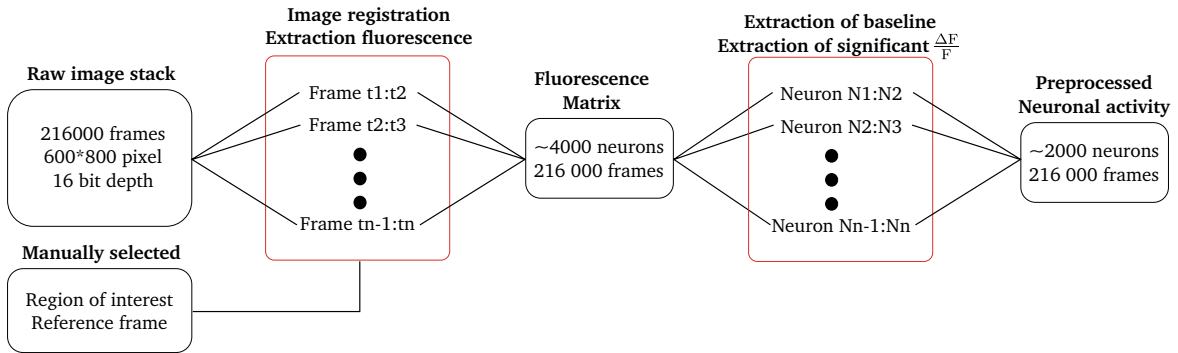 Raw image stack
216000 frames
600*800 pixel
16 bit depth
Manually selected
Region of interest
Reference frame
Image registration
Extraction fluorescence
Frame t1:t2
Frame t2:t3
Frame tn-1:tn
Fluorescence
Matrix
~4000 neurons
216 000 frames
Extraction of baseline
Extraction of significant ΔF/F
Neuron N1:N2
Neuron N2:N3
Neuron Nn-1:Nn
Preprocessed
Neuronal activity
~2000 neurons
216 000 frames